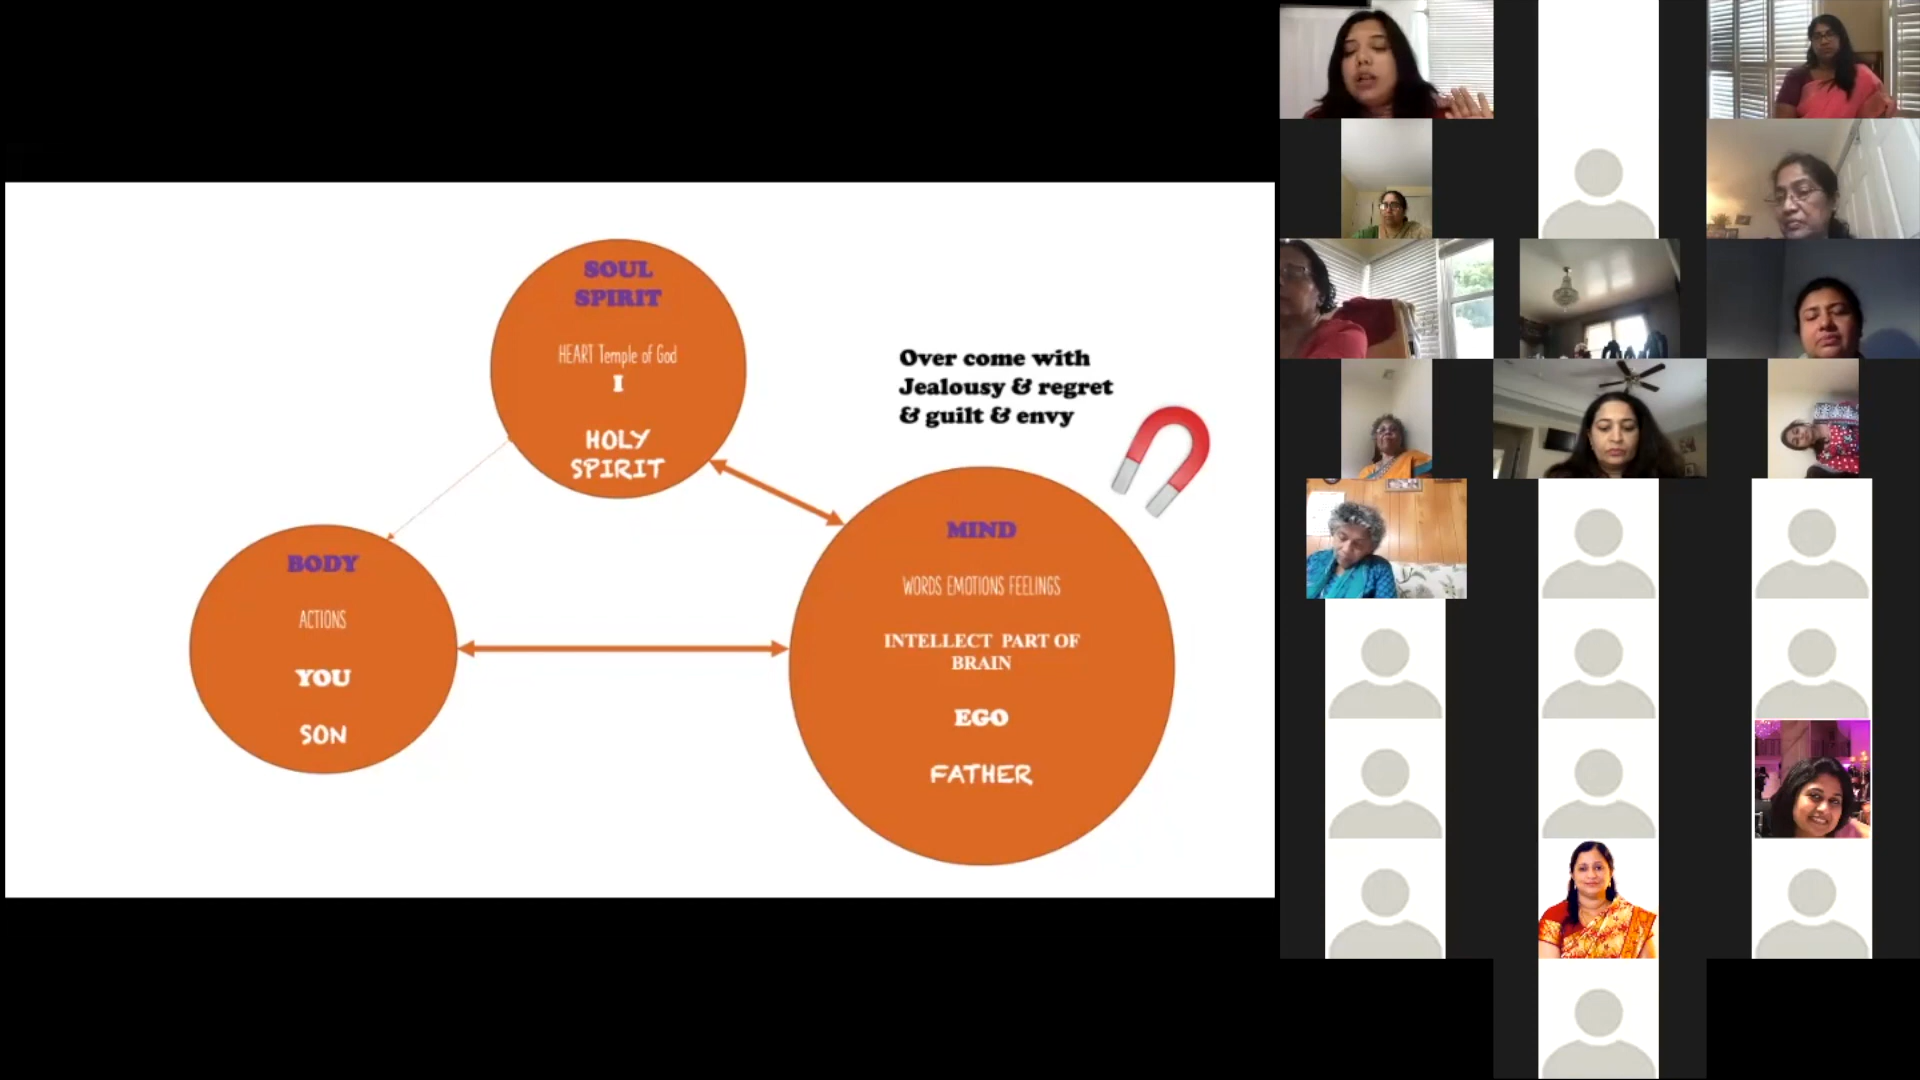 SOUL
SPIRIT
HEART Temple of God
I
HOLY
SPIRIT
Over come with
Jealousy & regret
& guilt & envy
BODY
ACTIONS
YOU
SON
MIND
WORDS EMOTIONS FEELINGS
INTELLECT PART OF
BRAIN
EGO
FATHER